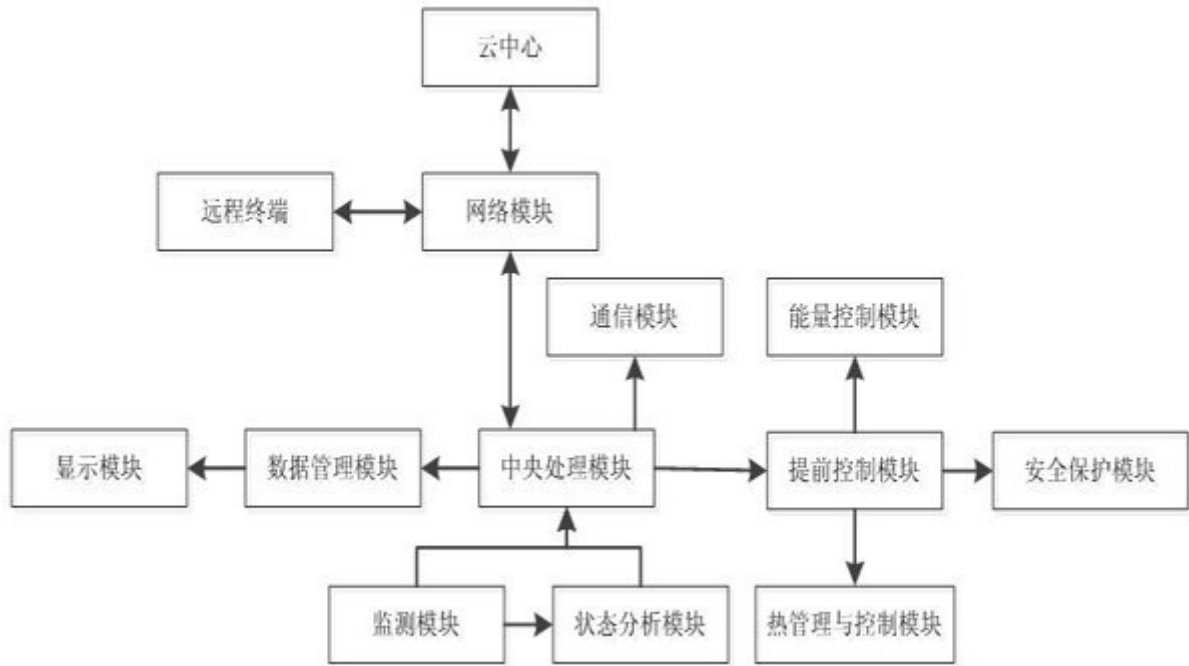 云中心
远程终端
网络模块
通信模块
能量控制模块
显示模块
数据管理模块
中央处理模块
提前控制模块
安全保护模块
监测模块
状态分析模块
热管理与控制模块